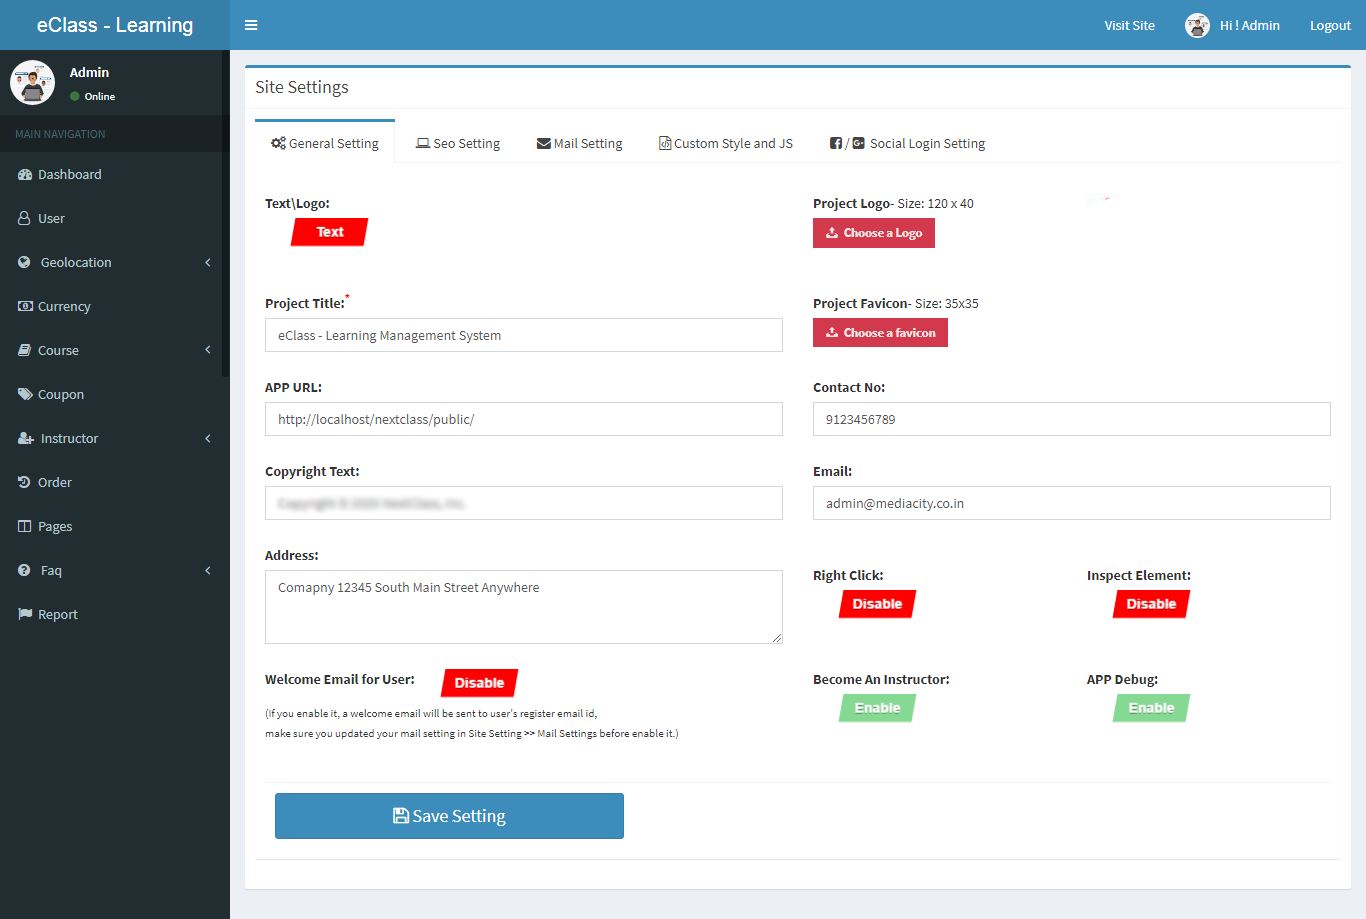 eClass - Learning
Visit Site
Hi ! Admin
Logout
Admin
Online
MAIN NAVIGATION
Dashboard
User
Geolocation
Currency
Course
Coupon
Instructor
Order
Pages
Faq
Report
Site Settings
General Setting
Seo Setting
Mail Setting
Custom Style and JS
/ Social Login Setting
Text\Logo:
Text
Project Logo- Size: 120 x 40
Choose a Logo
Project Title:*
eClass - Learning Management System
Project Favicon- Size: 35x35
Choose a favicon
APP URL:
http://localhost/nextclass/public/
Contact No:
9123456789
Copyright Text:
Email:
admin@mediacity.co.in
Address:
Comapny 12345 South Main Street Anywhere
Right Click:
Disable
Inspect Element:
Disable
Welcome Email for User:
Disable
(If you enable it, a welcome email will be sent to user's register email id,
make sure you updated your mail setting in Site Setting >> Mail Settings before enable it.)
Become An Instructor:
Enable
APP Debug:
Enable
Save Setting